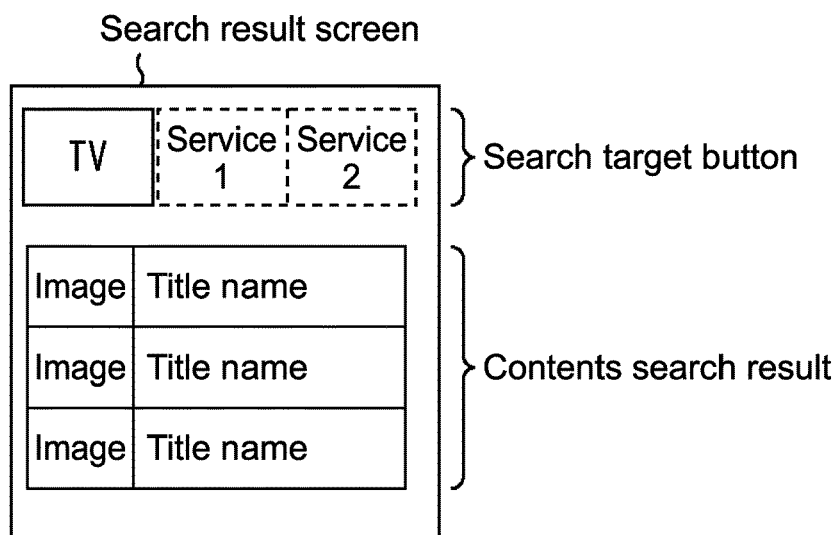 Search result screen
TV
Service
1
Service
2
Search target button
Image
Title name
Image
Title name
Image
Title name
Contents search result